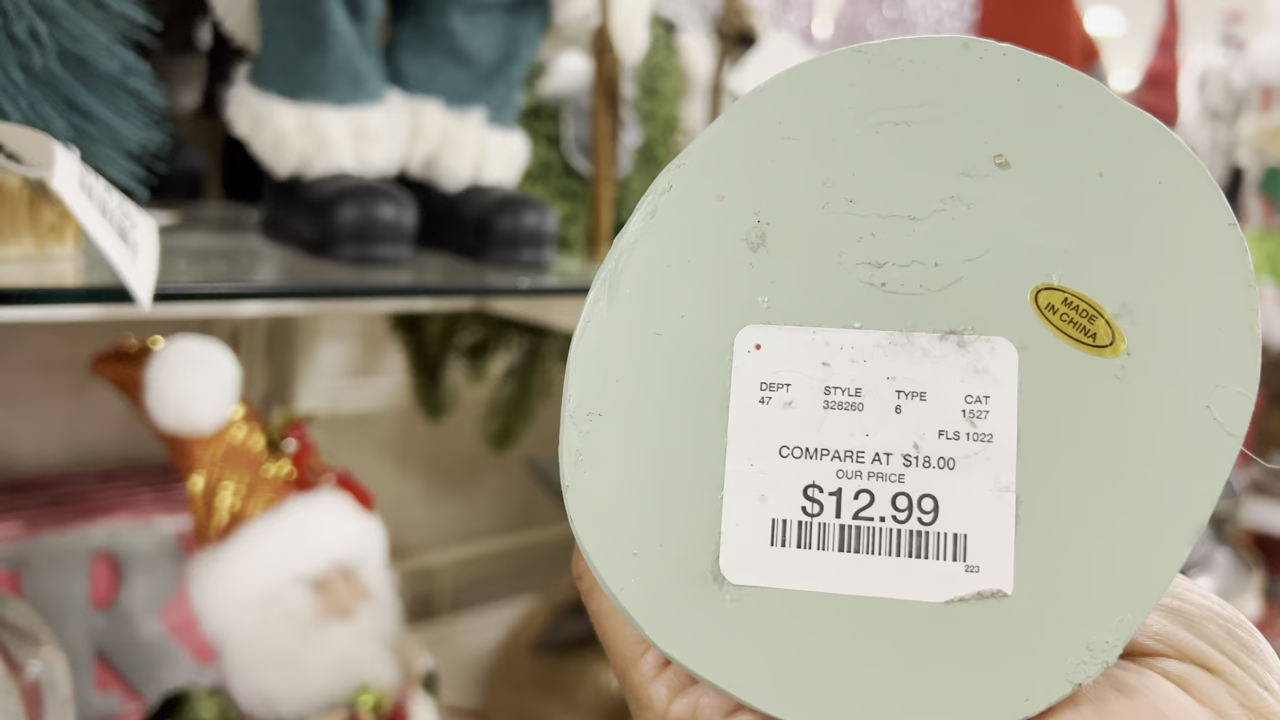 MADE
IN CHINA
DEPT STYLE TYPE CAT
47 328260 6 1527
FLS 1022
COMPARE AT $18.00
OUR PRICE
$12.99
223